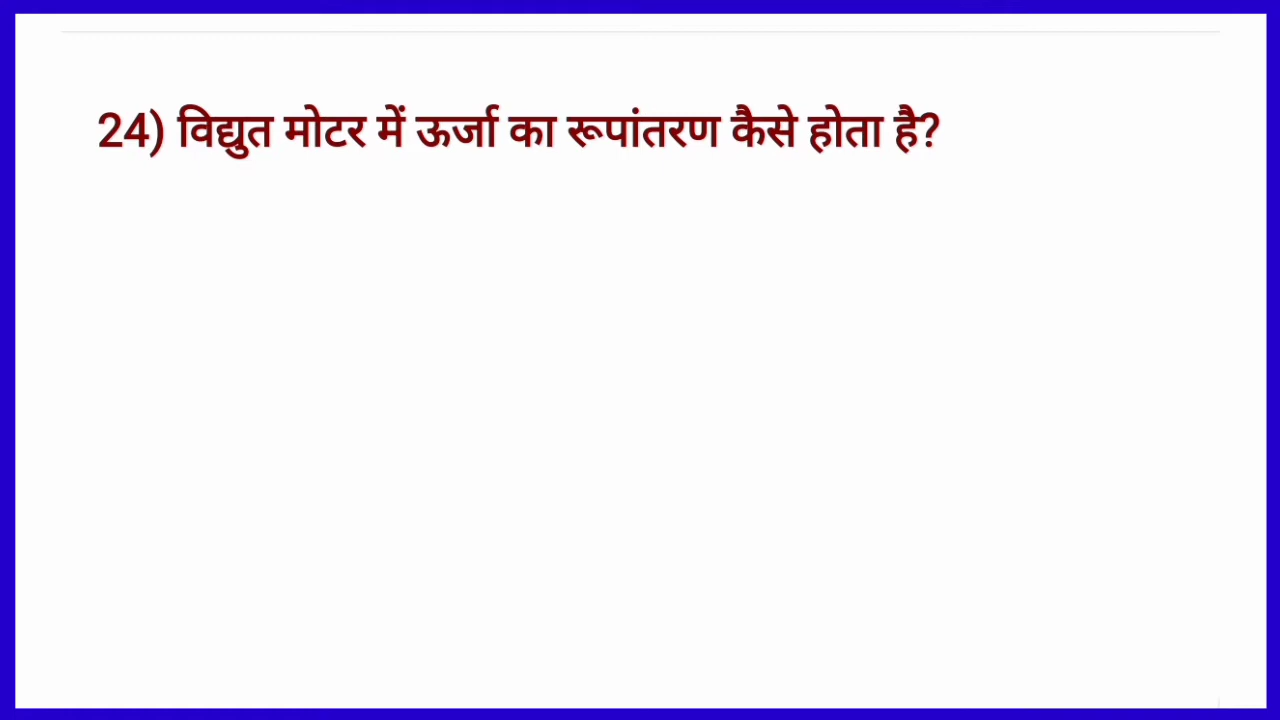 24) विद्युत मोटर में ऊर्जा का रूपांतरण कैसे होता है?